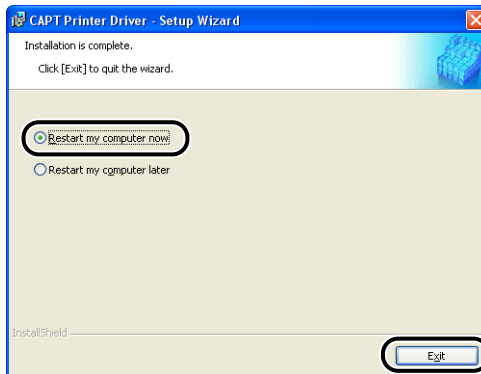 CAPT Printer Driver - Setup Wizard
Installation is complete.
Click [Exit] to quit the wizard.
Restart my computer now
Restart my computer later
InstallShield
Exit